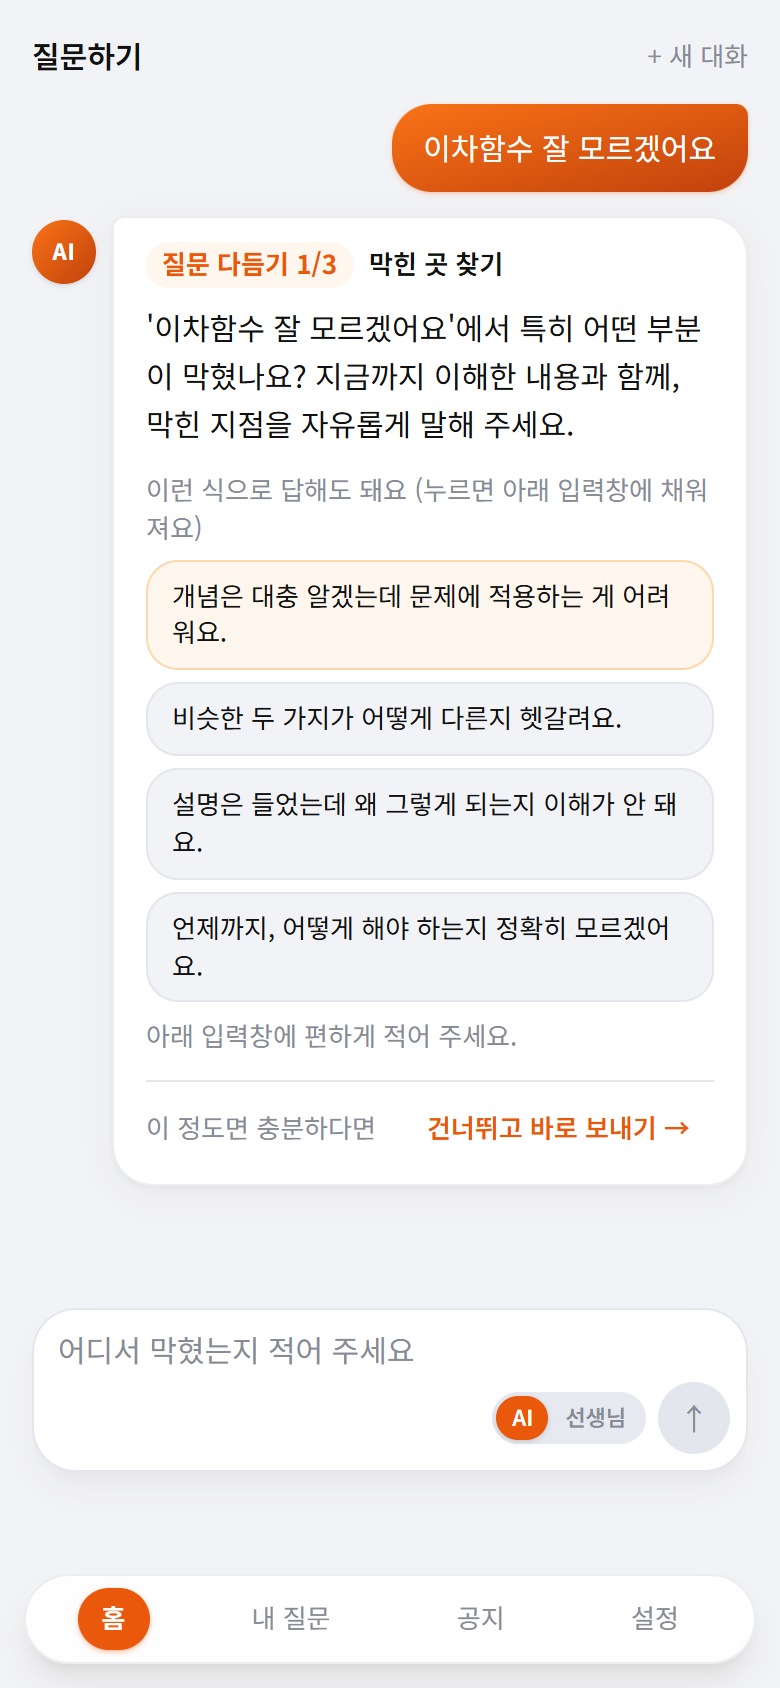 질문하기
+ 새 대화
이차함수 잘 모르겠어요
AI
질문 다듬기 1/3 막힌 곳 찾기
'이차함수 잘 모르겠어요'에서 특히 어떤 부분
이 막혔나요? 지금까지 이해한 내용과 함께,
막힌 지점을 자유롭게 말해 주세요.
이런 식으로 답해도 돼요 (누르면 아래 입력창에 채워
져요)
개념은 대충 알겠는데 문제에 적용하는 게 어려
워요.
비슷한 두 가지가 어떻게 다른지 헷갈려요.
설명은 들었는데 왜 그렇게 되는지 이해가 안 돼
요.
언제까지, 어떻게 해야 하는지 정확히 모르겠어
요.
아래 입력창에 편하게 적어 주세요.
이 정도면 충분하다면 건너뛰고 바로 보내기 →
어디서 막혔는지 적어 주세요
AI 선생님 ↑
홈 내 질문 공지 설정